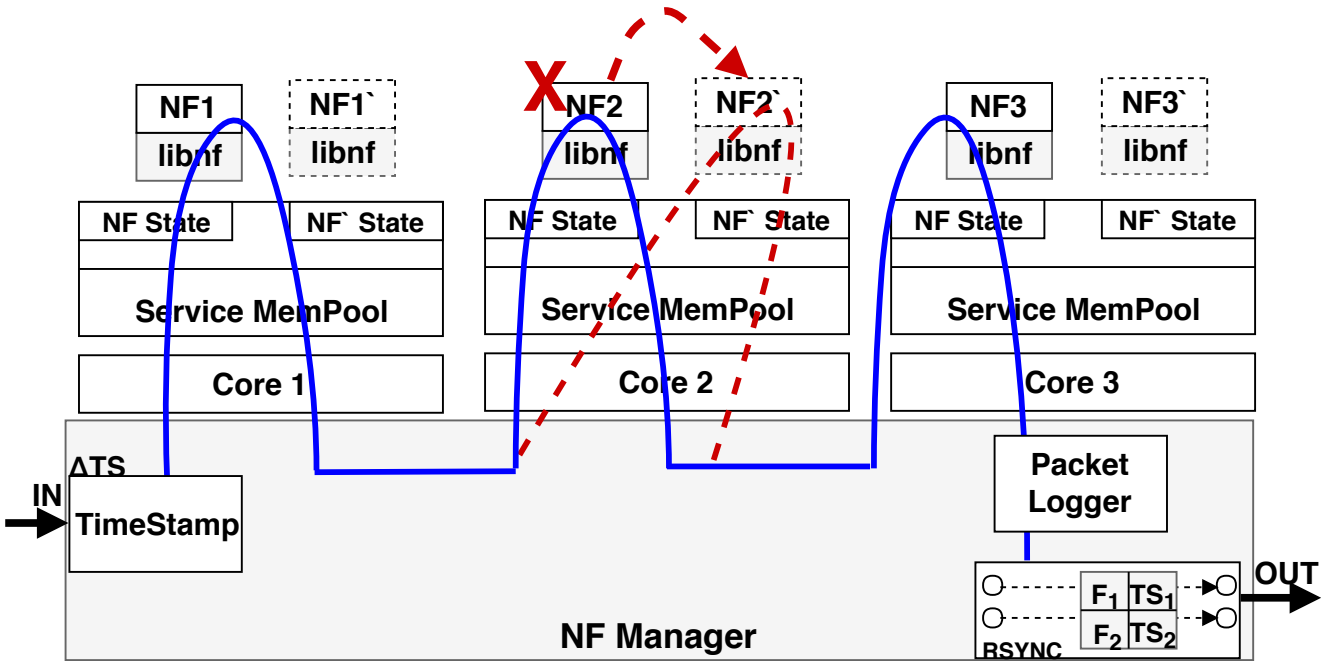 X
NF1
NF1`
NF2
NF2`
NF3
NF3`
libnf
libnf
libnf
libnf
libnf
libnf
NF State
NF` State
NF State
NF` State
NF State
NF` State
Service MemPool
Service MemPool
Service MemPool
Core 1
Core 2
Core 3
ΔTS
IN
TimeStamp
Packet
Logger
OUT
F1
TS1
F2
TS2
RSYNC
NF Manager